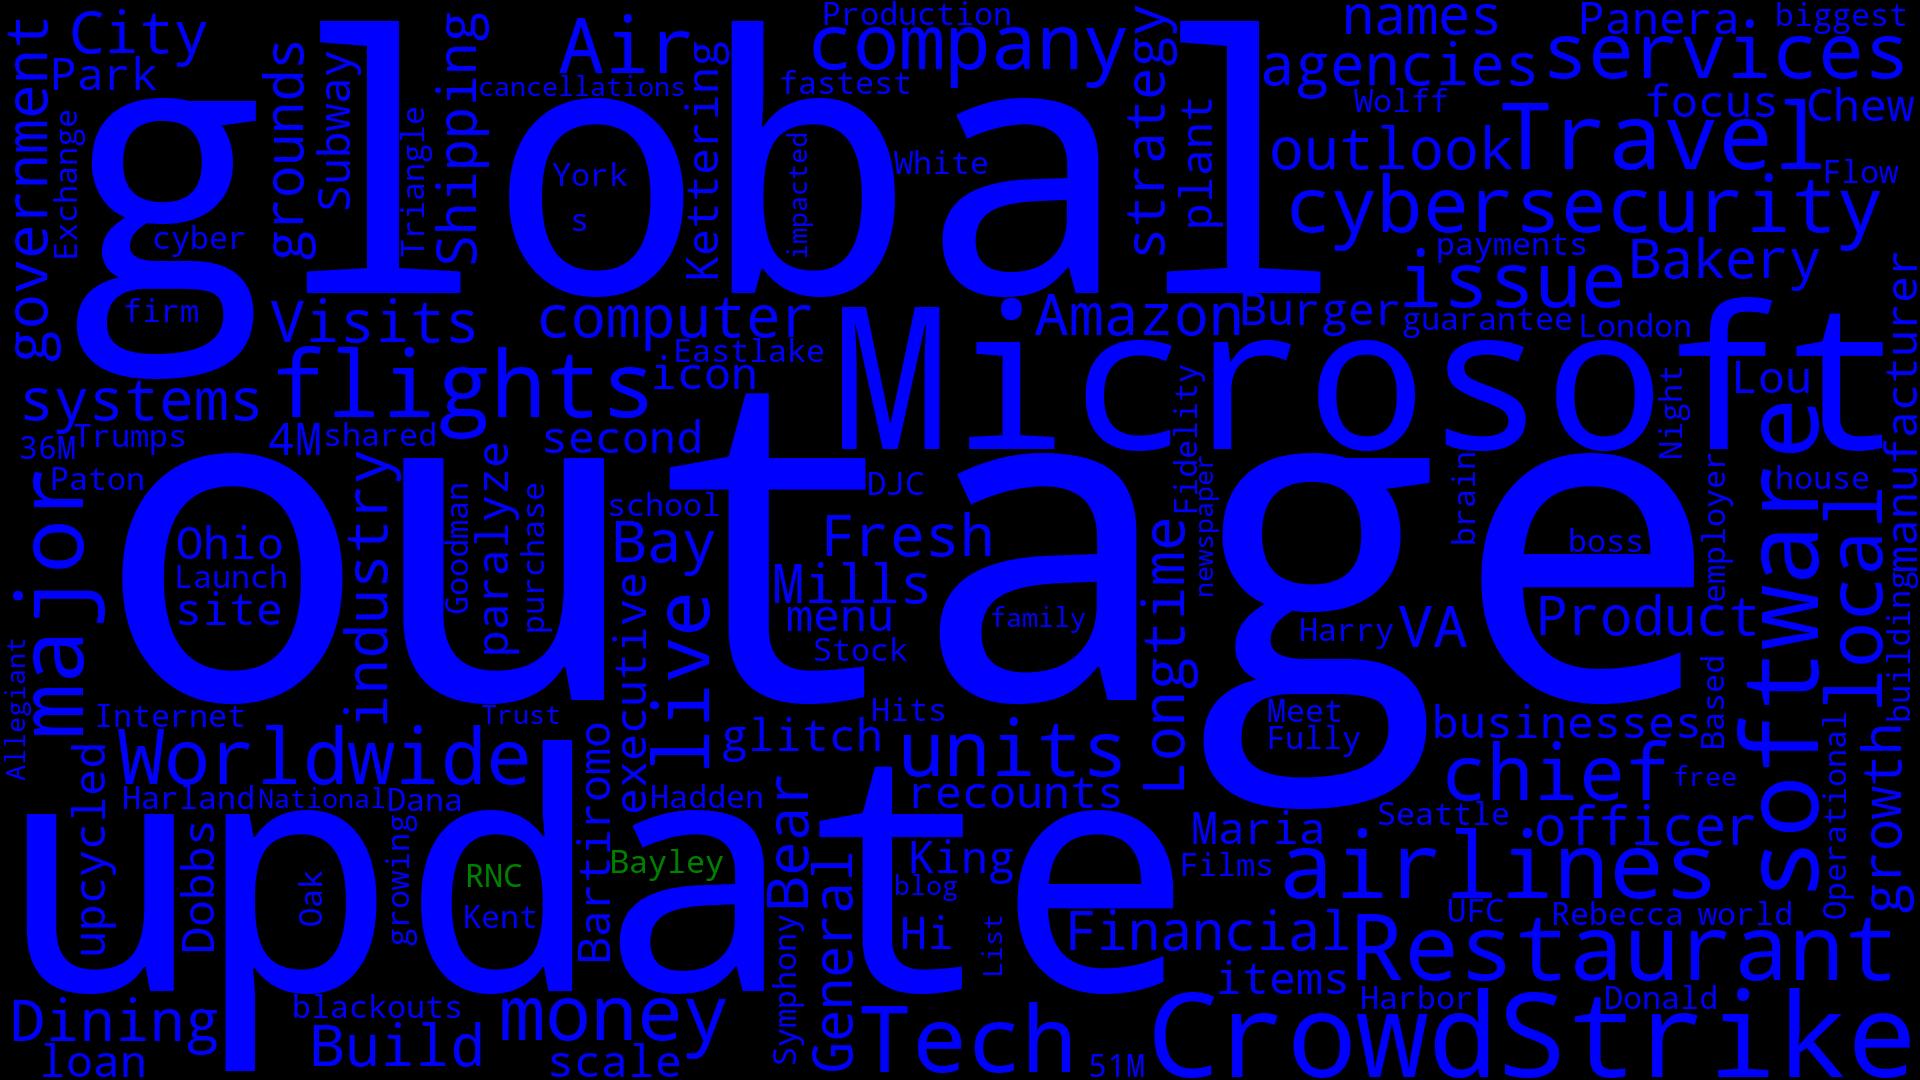 global
outage
update
Microsoft
software
CrowdStrike
Restaurant
airlines
Tech
Travel
cybersecurity
services
company
Air
City
Park
government
Exchange
grounds
Subway
Triangle
Shipping
cancellations
Kettering
Production
fastest
strategy
plant
names
agencies
Panera
biggest
Wolff
focus
Chew
outlook
Flow
York
s
impacted
White
cyber
firm
payments
Bakery
issue
Visits
computer
Eastlake
icon
Amazon
Burger
guarantee
London
manufacturer
systems
flights
Lou
Night
Fidelity
36M
Trumps
4M
shared
second
Paton
major
industry
Goodman
paralyze
purchase
school
DJC
newspaper
brain
employer
house
local
Ohio
Launch
site
Bay
Fresh
Mills
menu
Stock
family
Longtime
boss
Product
Harry
VA
building
executive
live
Allegiant
Internet
Trust
Hits
glitch
units
Meet
Fully
businesses
Based
Operational
growth
Worldwide
Harland
National
Dana
upcycled
Dobbs
Oak
growing
RNC
Kent
Bartiromo
Bayley
Hadden
recounts
Bear
General
Symphony
King
blog
Hi
List
Maria
Films
Seattle
chief
free
officer
UFC
Rebecca
world
Financial
items
Harbor
Donald
Dining
loan
blackouts
Build
money
scale
51M